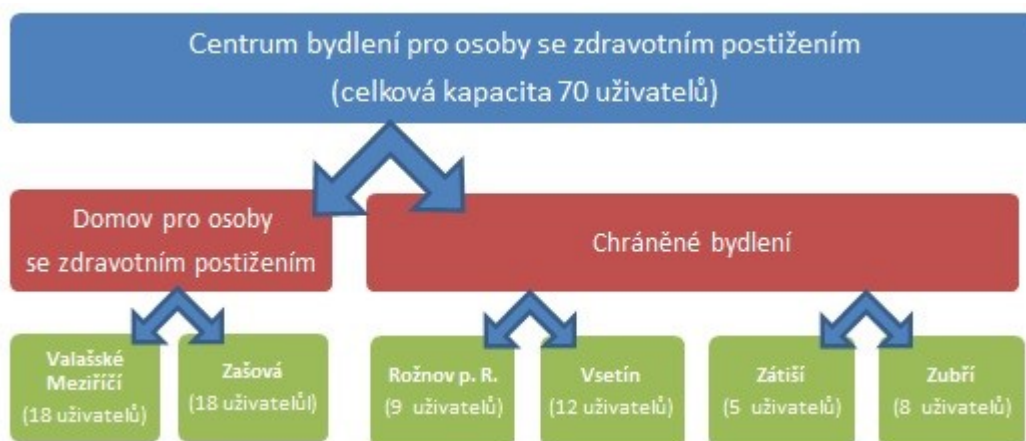 Centrum bydlení pro osoby se zdravotním postižením
(celková kapacita 70 uživatelů)
Domov pro osoby
se zdravotním postižením
Chráněné bydlení
Valašské
Meziříčí
(18 uživatelů)
Zašová
(18 uživatelůl)
Rožnov p. R.
(9 uživatelů)
Vsetín
(12 uživatelů)
Zátiší
(5 uživatelů)
Zubří
(8 uživatelů)